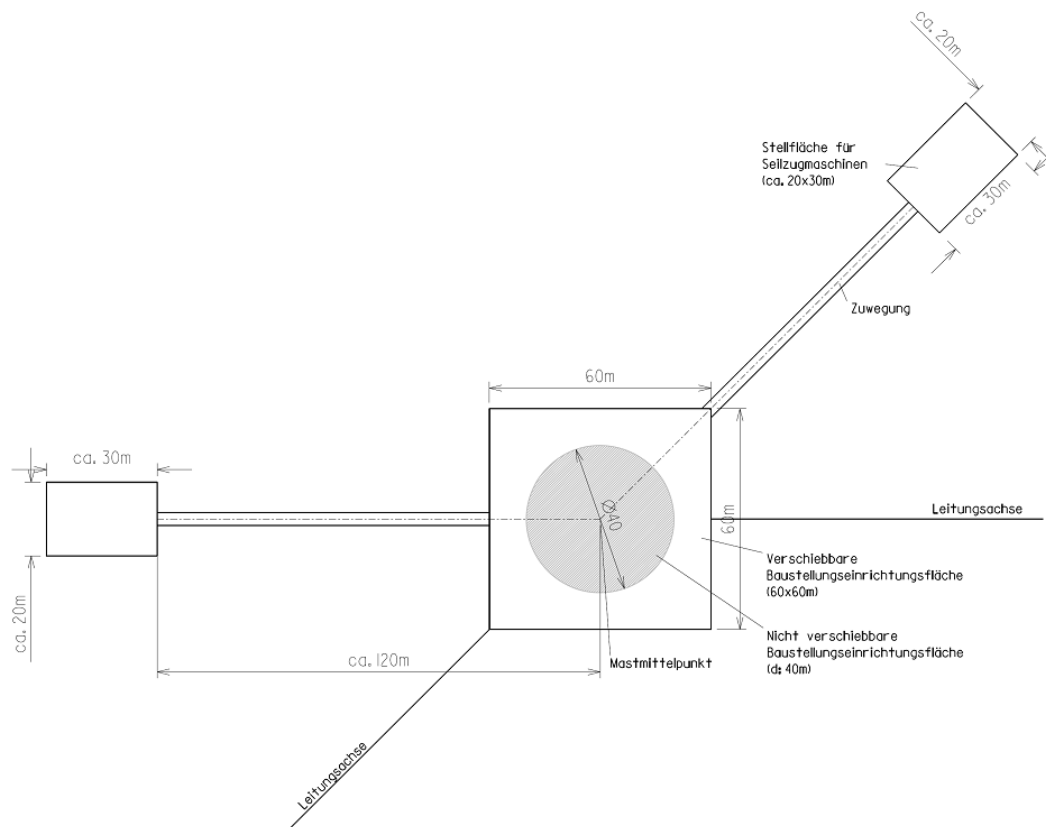 ca. 20m
Stellfläche für
Seilzugmaschinen
(ca. 20x30m)
ca. 30m
Zuwegung
60m
ca. 30m
Ø40
60m
Leitungsachse
ca. 20m
Verschiebbare
Baustellungseinrichtungsfläche
(60x60m)
Nicht verschiebbare
Baustellungseinrichtungsfläche
(d: 40m)
ca. 120m
Mastmittelpunkt
Leitungsachse